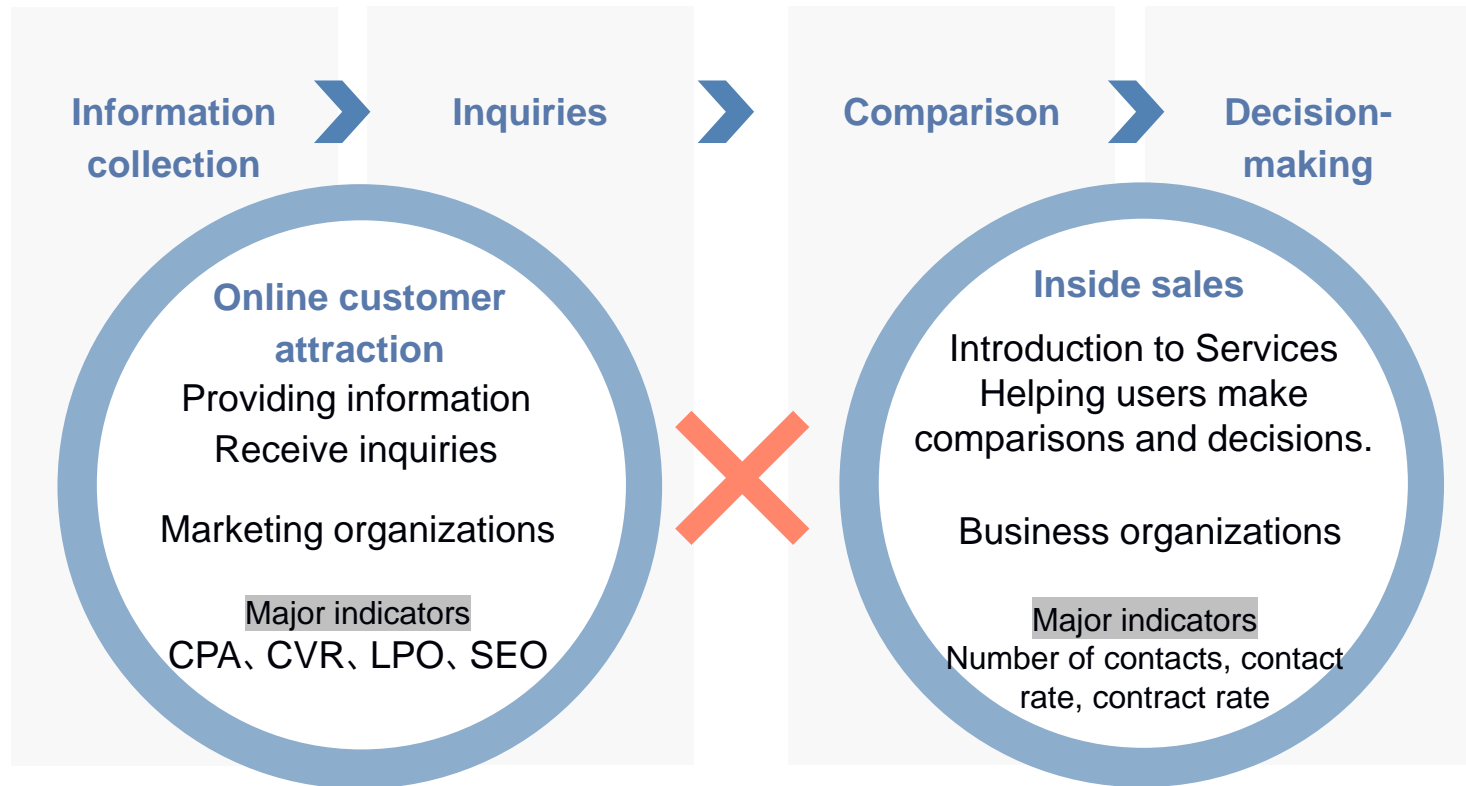 Information
collection
Inquiries
Comparison
Decision-
making
Online customer
attraction
Providing information
Receive inquiries
Marketing organizations
Major indicators
CPA、CVR、LPO、SEO
Inside sales
Introduction to Services
Helping users make
comparisons and decisions.
Business organizations
Major indicators
Number of contacts, contact
rate, contract rate